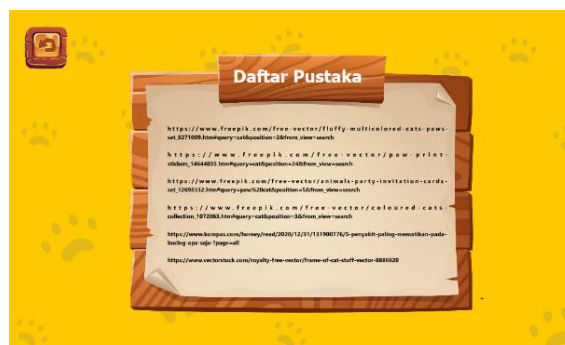 Daftar Pustaka
https://www.freepik.com/free-vector/fluffy-multicolored-cats-paws-
set_8271009.htm#query=cat&position=28&from_view=search
https://www.freepik.com/free-vector/paw-print-
stickers_14644055.htm#query=cat&position=24&from_view=search
https://www.freepik.com/free-vector/animals-party-invitation-cards-
set_12693332.htm#query=paw%20cat&position=5&from_view=search
https://www.freepik.com/free-vector/coloured-cats-
collection_1072063.htm#query=cat&position=3&from_view=search
https://www.kompas.com/homey/read/2020/12/31/131900776/5-penyakit-paling-mematikan-pada-
kucing-apa-saja-?page=all
https://www.vectorstock.com/royalty-free-vector/frame-of-cat-stuff-vector-8886620